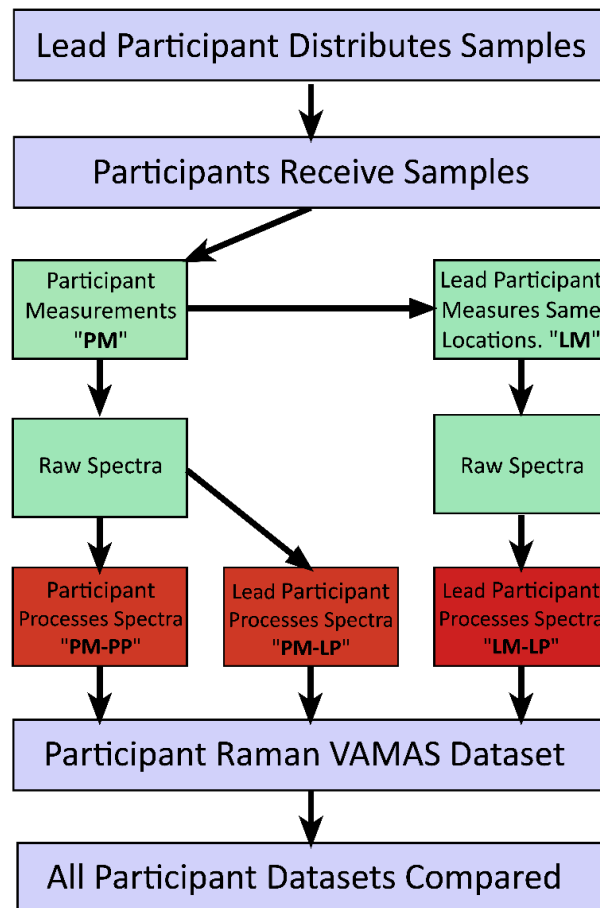 Lead Participant Distributes Samples
Participants Receive Samples
Participant
Measurements
"PM"
Lead Participant
Measures Same
Locations. "LM"
Raw Spectra
Raw Spectra
Participant
Processes Spectra
"PM-PP"
Lead Participant
Processes Spectra
"PM-LP"
Lead Participant
Processes Spectra
"LM-LP"
Participant Raman VAMAS Dataset
All Participant Datasets Compared